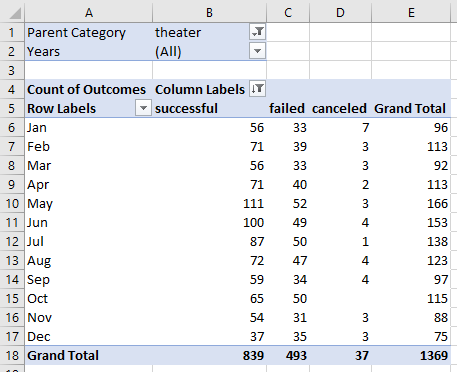 A B C D E
1 Parent Category theater
2 Years (All)
3
4 Count of Outcomes Column Labels
5 Row Labels successful failed canceled Grand Total
6 Jan 56 33 7 96
7 Feb 71 39 3 113
8 Mar 56 33 3 92
9 Apr 71 40 2 113
10 May 111 52 3 166
11 Jun 100 49 4 153
12 Jul 87 50 1 138
13 Aug 72 47 4 123
14 Sep 59 34 4 97
15 Oct 65 50 115
16 Nov 54 31 3 88
17 Dec 37 35 3 75
18 Grand Total 839 493 37 1369